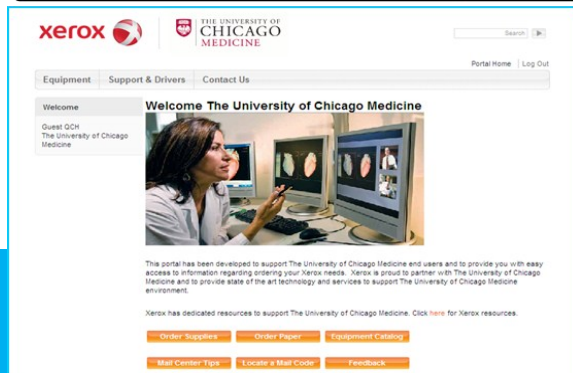 xerox
THE UNIVERSITY OF
CHICAGO
MEDICINE
Search
Portal Home | Log Out
Equipment Support & Drivers Contact Us
Welcome
Guest QCH
The University of Chicago
Medicine
Welcome The University of Chicago Medicine
This portal has been developed to support The University of Chicago Medicine end users and to provide you with easy
access to information regarding ordering your Xerox needs. Xerox is proud to partner with The University of Chicago
Medicine and to provide state of the art technology and services to support The University of Chicago Medicine
environment.
Xerox has dedicated resources to support The University of Chicago Medicine. Click here for Xerox resources.
Order Supplies Order Paper Equipment Catalog
Mail Center Tips Locate a Mail Code Feedback